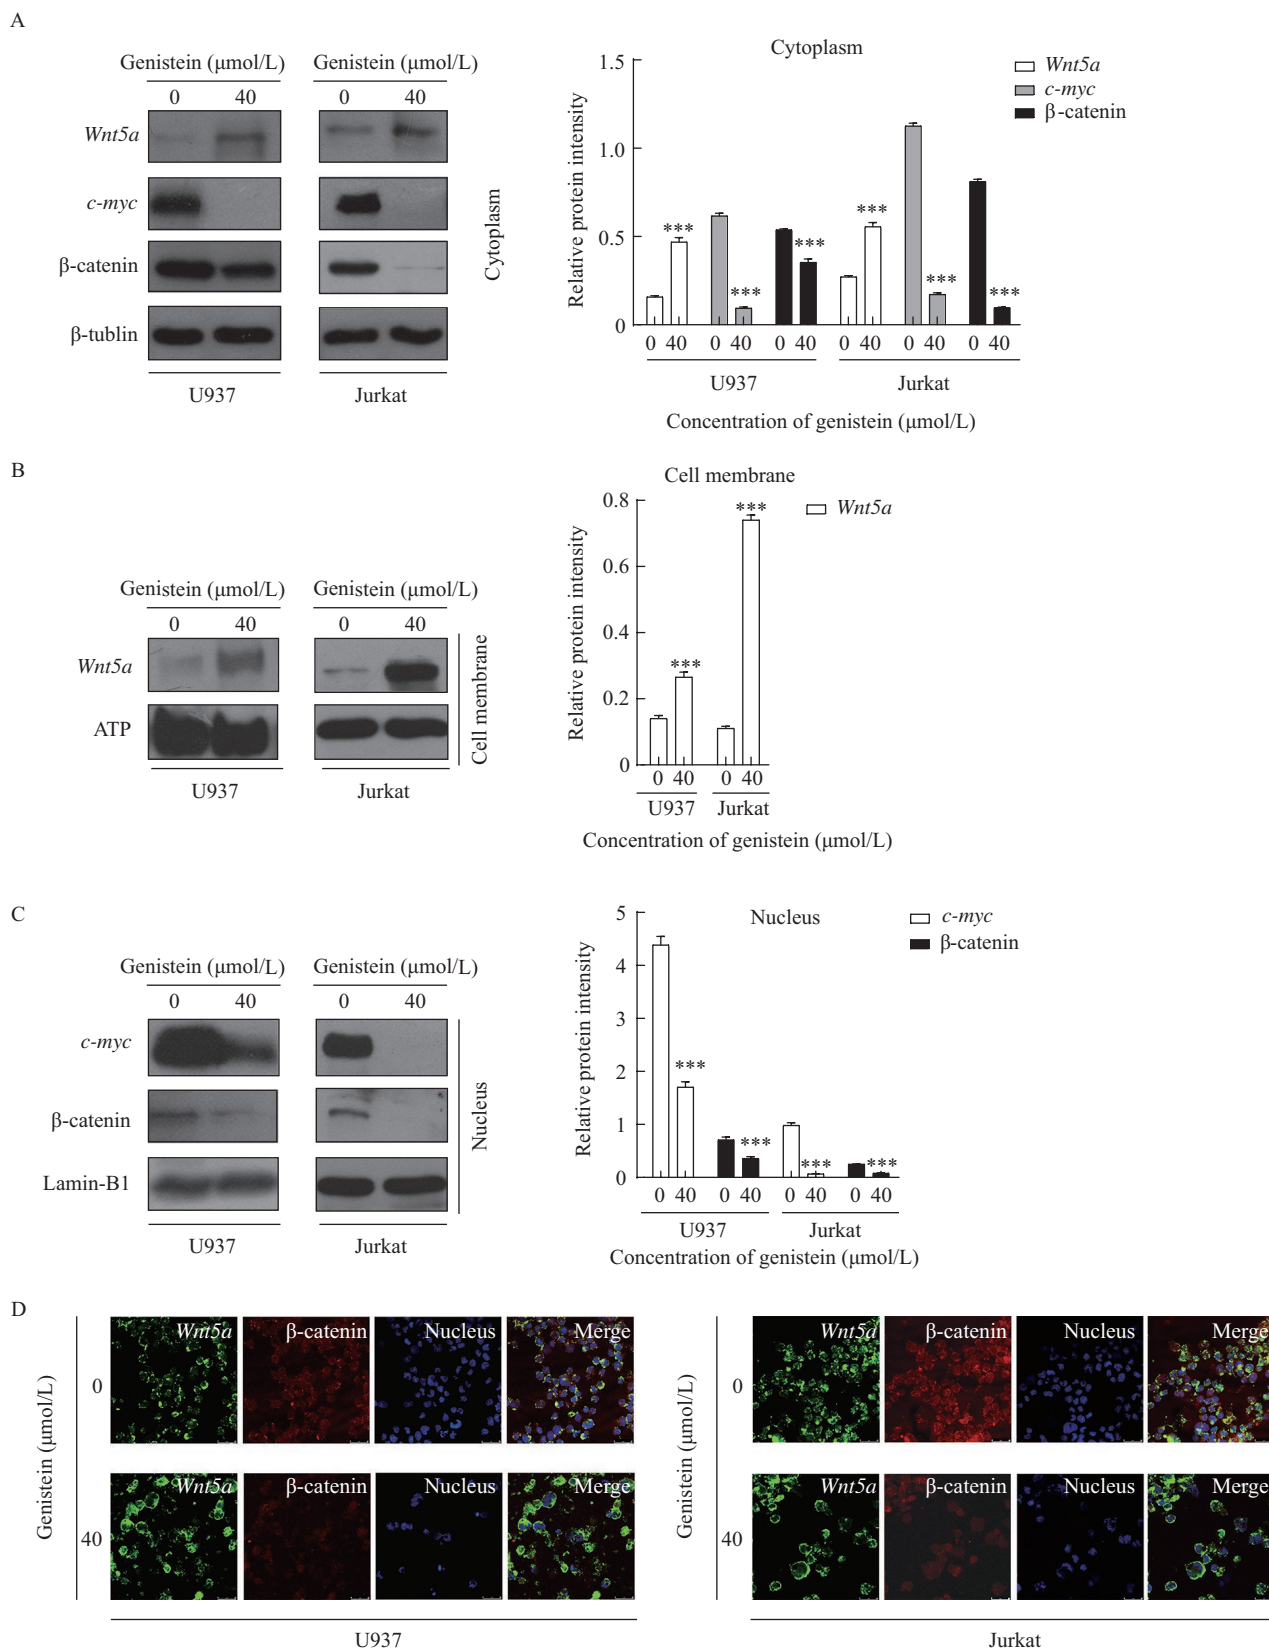 A
Genistein (μmol/L) Genistein (μmol/L)
0 40 0 40
Wnt5a
c-myc
β-catenin
β-tublin
Cytoplasm
U937 Jurkat
Cytoplasm
Wnt5a
c-myc
β-catenin
Relative protein intensity
1.5
1.0
0.5
0
*** *** *** *** *** ***
0 40 0 40 0 40 0 40 0 40 0 40
U937 Jurkat
Concentration of genistein (μmol/L)
B
Genistein (μmol/L) Genistein (μmol/L)
0 40 0 40
Wnt5a
ATP
Cell membrane
U937 Jurkat
Cell membrane
Wnt5a
Relative protein intensity
0.8
0.6
0.4
0.2
0
*** ***
0 40 0 40
U937 Jurkat
Concentration of genistein (μmol/L)
C
Genistein (μmol/L) Genistein (μmol/L)
0 40 0 40
c-myc
β-catenin
Lamin-B1
Nucleus
U937 Jurkat
Nucleus
c-myc
β-catenin
Relative protein intensity
5
4
3
2
1
0
*** *** *** ***
0 40 0 40 0 40 0 40
U937 Jurkat
Concentration of genistein (μmol/L)
D
Genistein (μmol/L)
0
Wnt5a β-catenin Nucleus Merge
40
Wnt5a β-catenin Nucleus Merge
U937
Genistein (μmol/L)
0
Wnt5a β-catenin Nucleus Merge
40
Wnt5a β-catenin Nucleus Merge
Jurkat